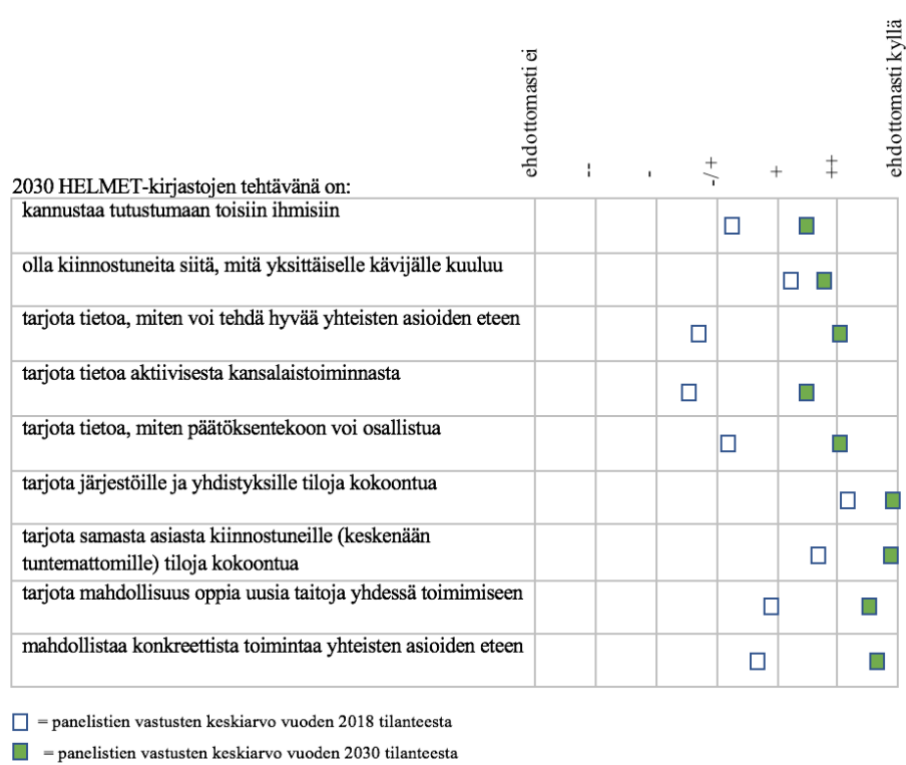 ehdottomasti ei
--
-
-/+
+
++
ehdottomasti kyllä
2030 HELMET-kirjastojen tehtävänä on:
kannustaa tutustumaan toisiin ihmisiin
olla kiinnostuneita siitä, mitä yksittäiselle kävijälle kuuluu
tarjota tietoa, miten voi tehdä hyvää yhteisten asioiden eteen
tarjota tietoa aktiivisesta kansalaistoiminnasta
tarjota tietoa, miten päätöksentekoon voi osallistua
tarjota järjestöille ja yhdistyksille tiloja kokoontua
tarjota samasta asiasta kiinnostuneille (keskenään
tuntemattomille) tiloja kokoontua
tarjota mahdollisuus oppia uusia taitoja yhdessä toimimiseen
mahdollistaa konkreettista toimintaa yhteisten asioiden eteen
= panelistien vastusten keskiarvo vuoden 2018 tilanteesta
= panelistien vastusten keskiarvo vuoden 2030 tilanteesta